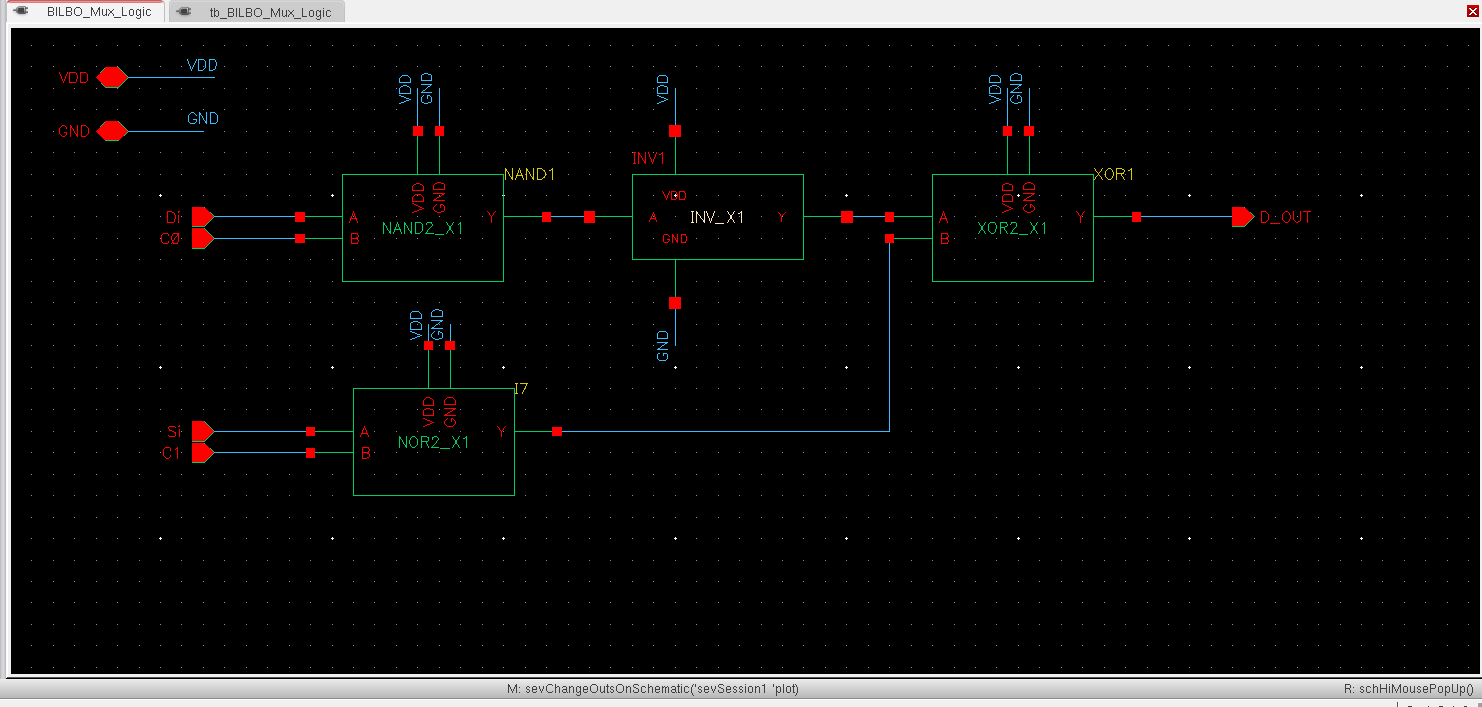 BILBO_Mux_Logic
tb_BILBO_Mux_Logic
VDD VDD
GND GND
VDD GND
VDD
VDD GND
INV1
NAND1
XOR1
VDD GND
VDD
VDD GND
Di A Y
A INV_X1 Y
A Y D_OUT
C0 B NAND2_X1
GND
B XOR2_X1
GND
VDD GND
I7
VDD GND
Si A Y
C1 B NOR2_X1
M: sevChangeOutsOnSchematic('sevSession1 'plot)
R: schHiMousePopUp()